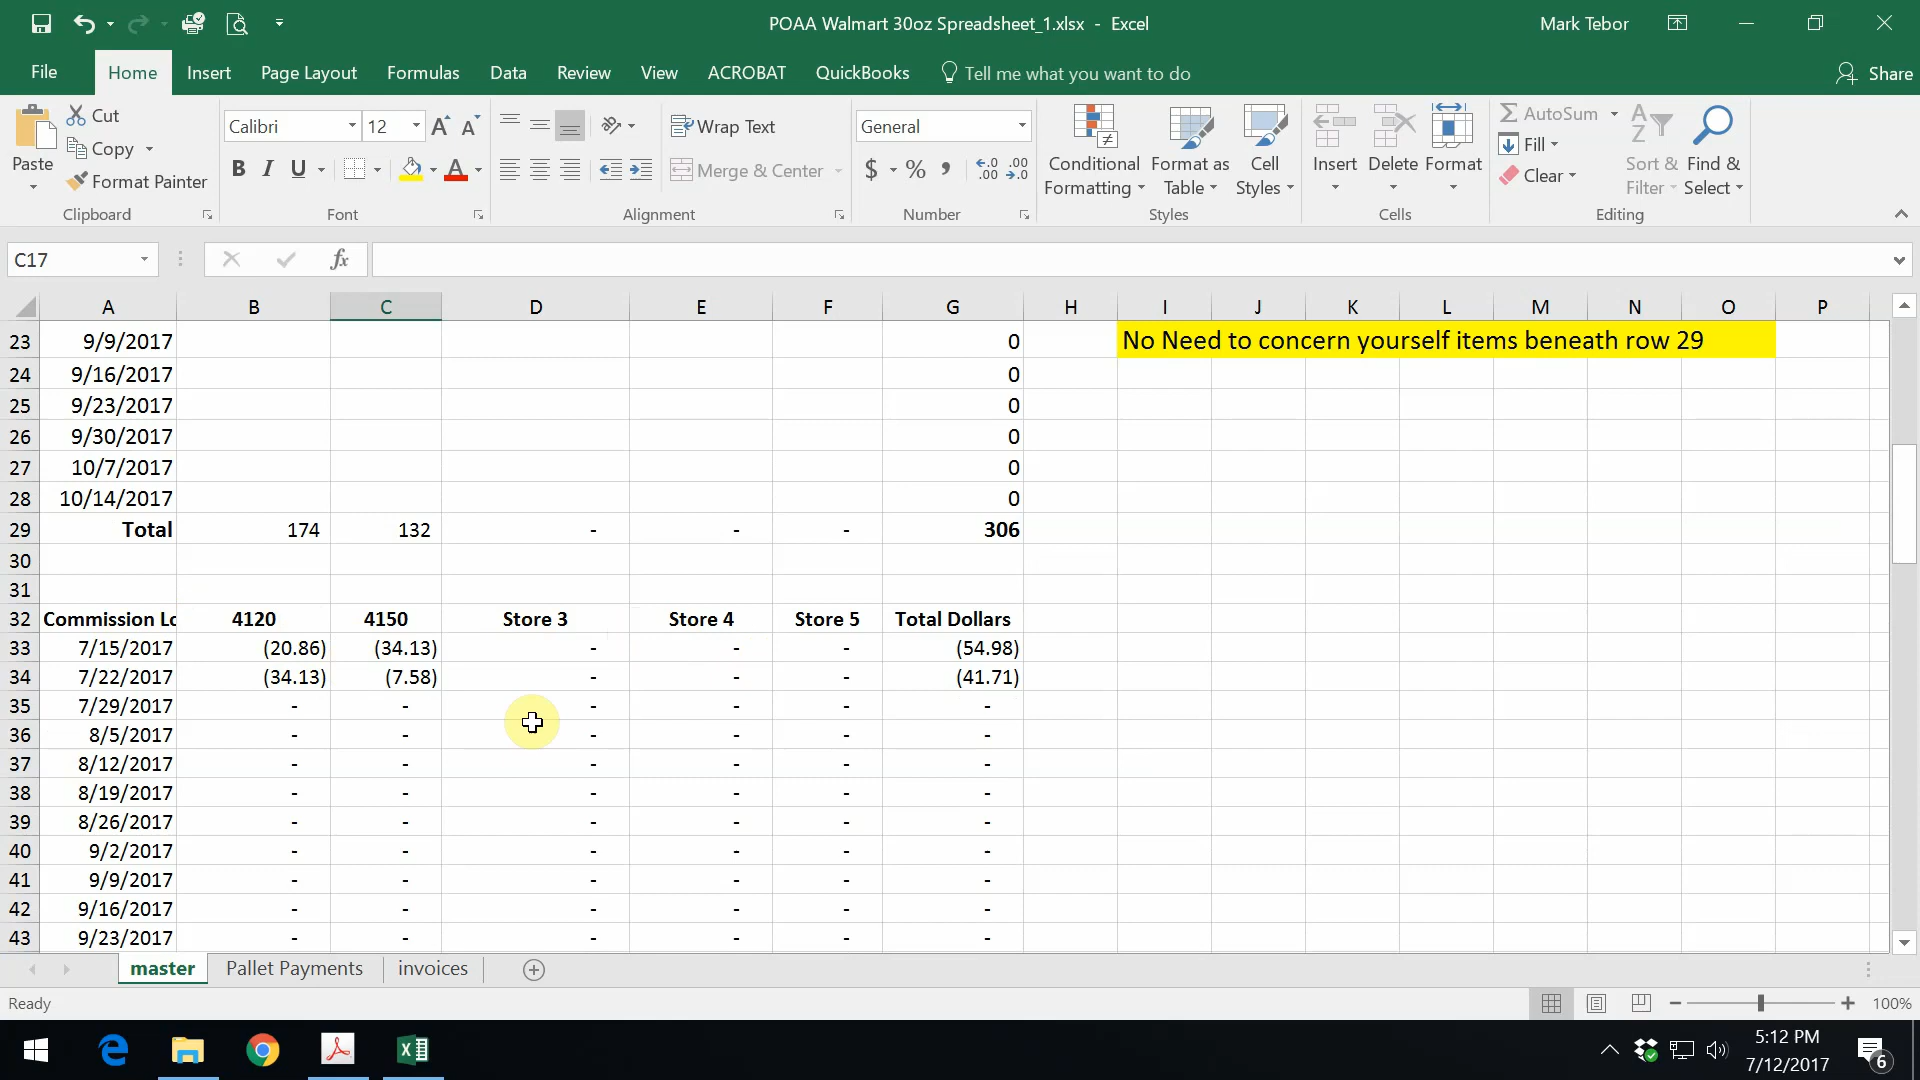 POAA Walmart 30oz Spreadsheet_1.xlsx - Excel
Mark Tebor
File Home Insert Page Layout Formulas Data Review View ACROBAT QuickBooks Tell me what you want to do Share
Paste
Cut
Copy
Format Painter
Clipboard
Calibri 12
B I U
Font
Wrap Text
Merge & Center
Alignment
General
$ % ,
Number
Conditional Formatting
Format as Table
Cell Styles
Styles
Insert Delete Format
Cells
AutoSum
Fill
Clear
Sort & Filter
Find & Select
Editing
C17 fx
A B C D E F G H I J K L M N O P
23 9/9/2017 0 No Need to concern yourself items beneath row 29
24 9/16/2017 0
25 9/23/2017 0
26 9/30/2017 0
27 10/7/2017 0
28 10/14/2017 0
29 Total 174 132 - - - 306
30
31
32 Commission Lo 4120 4150 Store 3 Store 4 Store 5 Total Dollars
33 7/15/2017 (20.86) (34.13) - - - (54.98)
34 7/22/2017 (34.13) (7.58) - - - (41.71)
35 7/29/2017 - - - - - -
36 8/5/2017 - - - - - -
37 8/12/2017 - - - - - -
38 8/19/2017 - - - - - -
39 8/26/2017 - - - - - -
40 9/2/2017 - - - - - -
41 9/9/2017 - - - - - -
42 9/16/2017 - - - - - -
43 9/23/2017 - - - - - -
master Pallet Payments invoices
Ready 100%
5:12 PM
7/12/2017
6